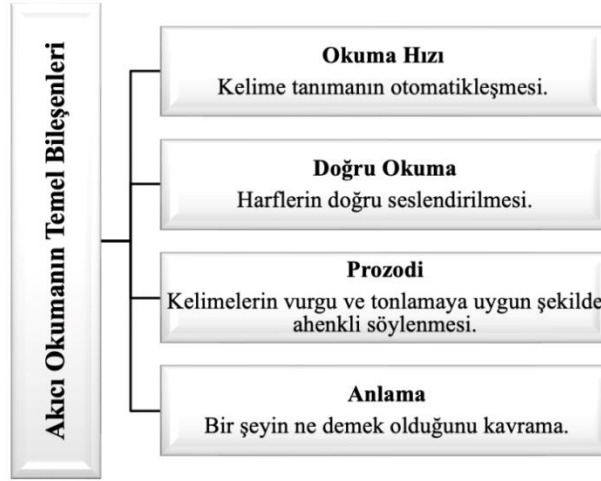 Akıcı Okumanın Temel Bileşenleri
Okuma Hızı
Kelime tanımanın otomatikleşmesi.
Doğru Okuma
Harflerin doğru seslendirilmesi.
Prozodi
Kelimelerin vurgu ve tonlamaya uygun şekilde
ahenkli söylenmesi.
Anlama
Bir şeyin ne demek olduğunu kavrama.